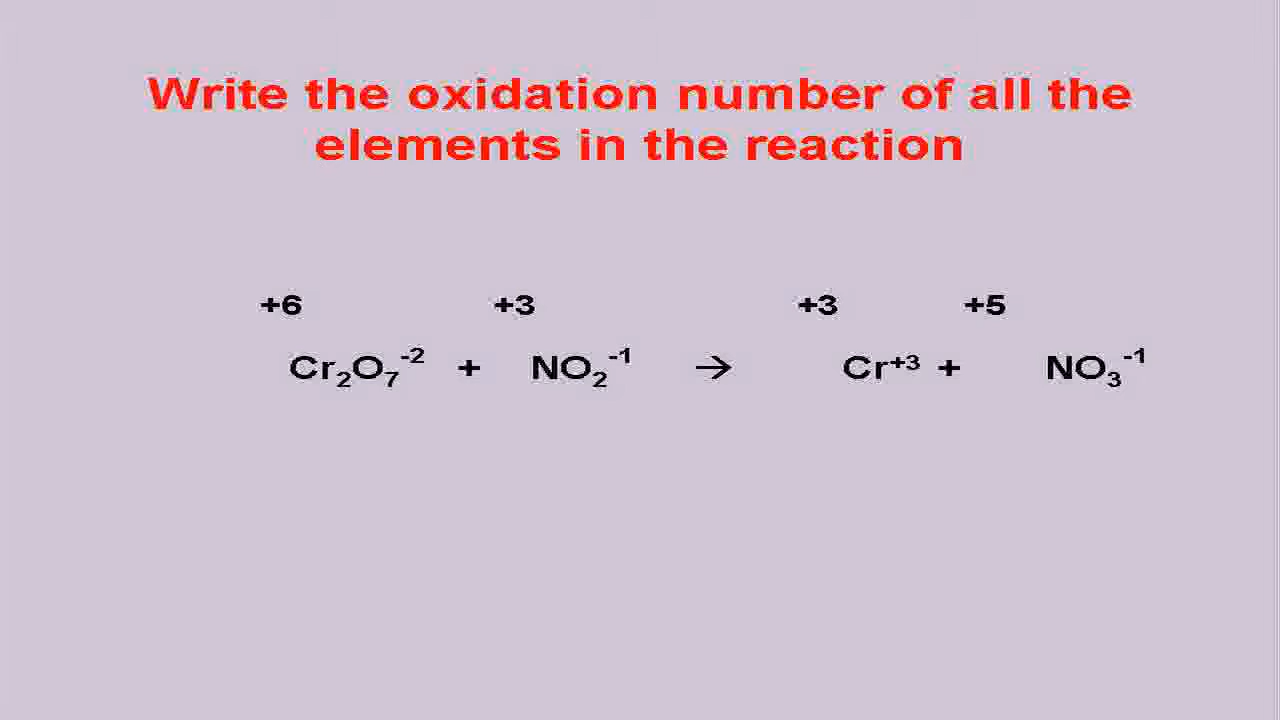 Write the oxidation number of all the
elements in the reaction
+6 +3 +3 +5
Cr₂O₇⁻² + NO₂⁻¹ → Cr⁺³ + NO₃⁻¹